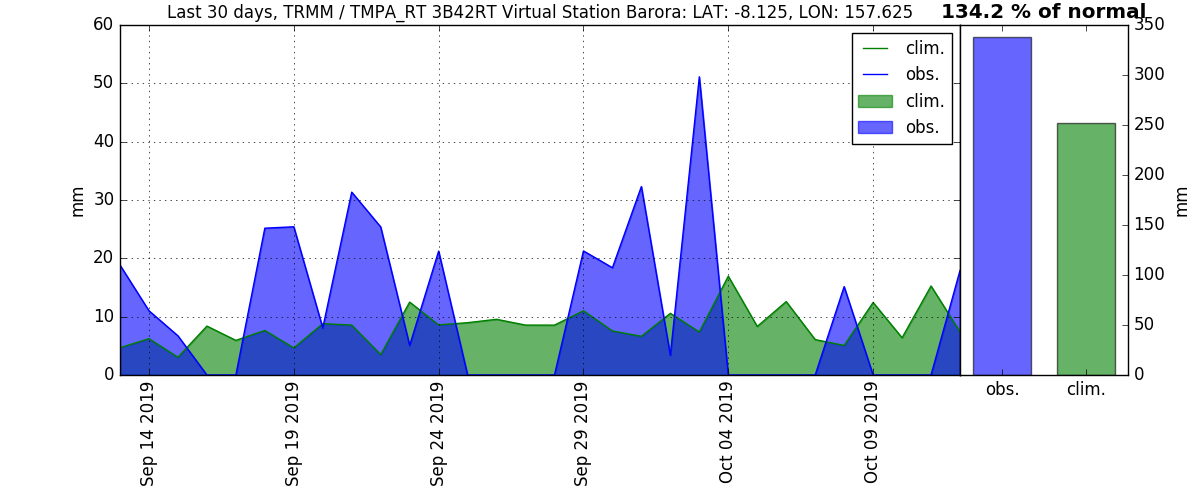 Last 30 days, TRMM / TMPA_RT 3B42RT Virtual Station Barora: LAT: -8.125, LON: 157.625
134.2 % of normal
60
50
40
30
20
10
0
mm
clim.
obs.
clim.
obs.
Sep 14 2019
Sep 19 2019
Sep 24 2019
Sep 29 2019
Oct 04 2019
Oct 09 2019
350
300
250
200
150
100
50
0
mm
obs.
clim.